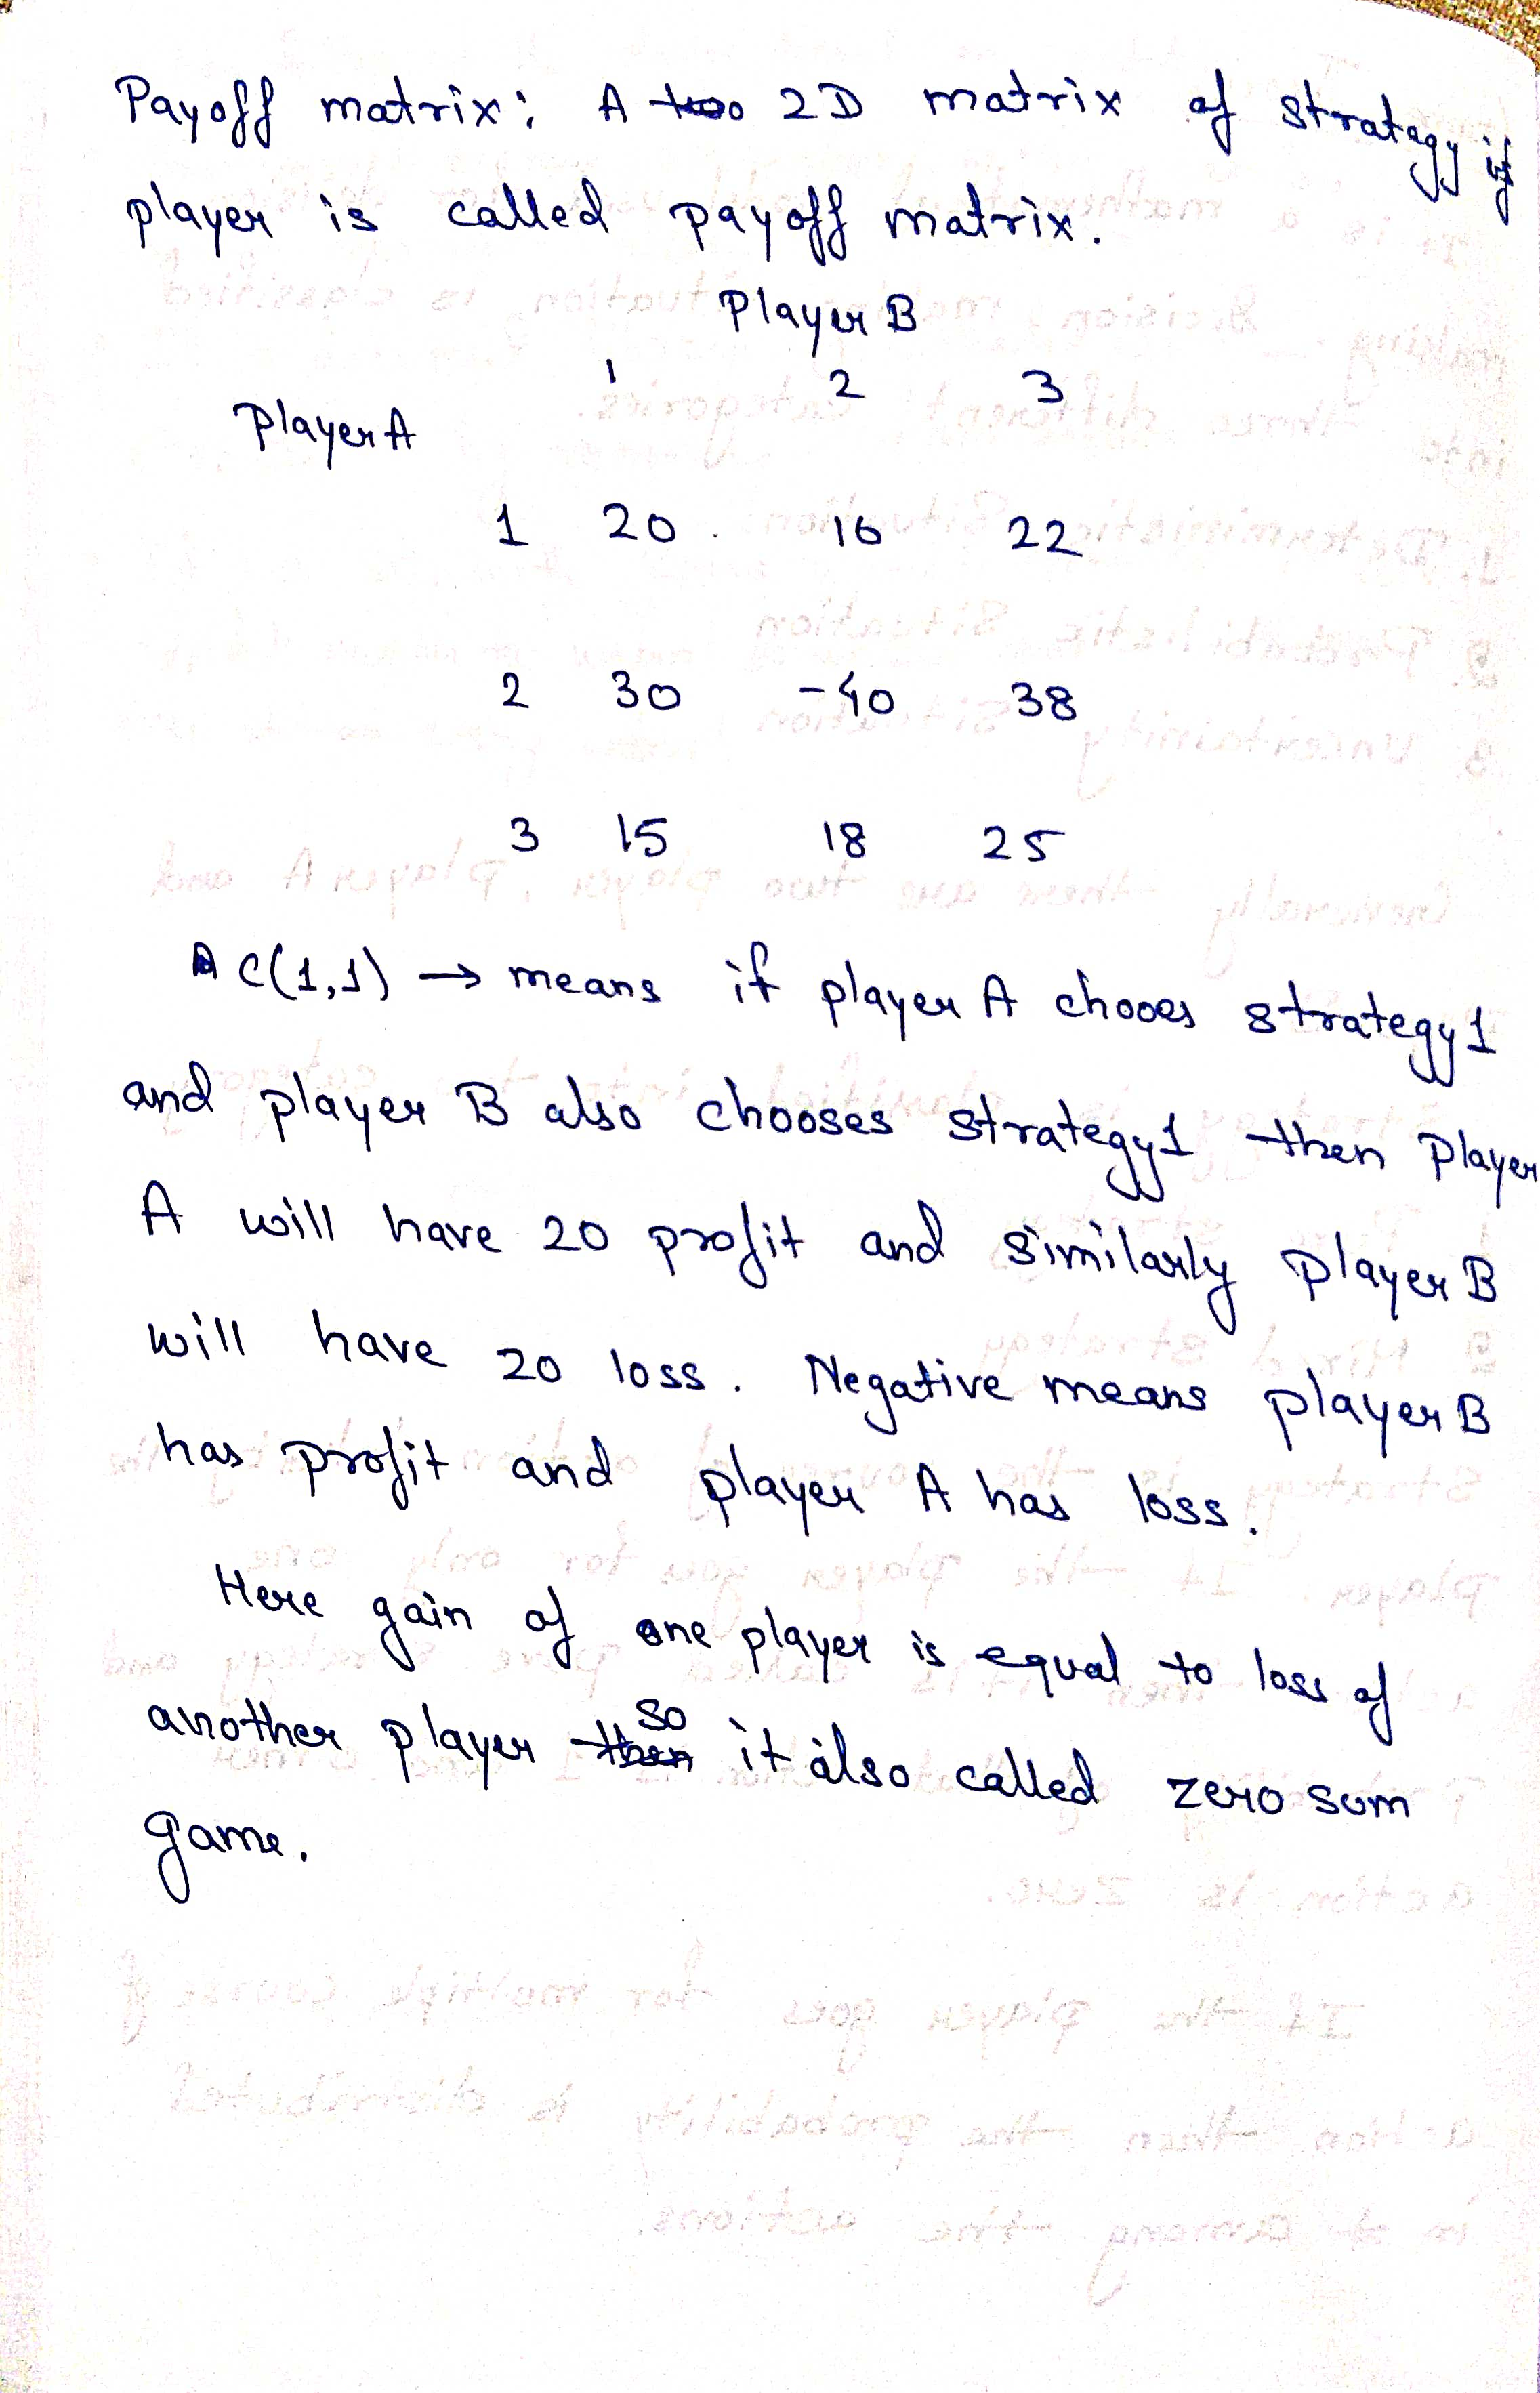 Payoff matrix: A 2D matrix of strategy of
player is called payoff matrix.
Player B
1 2 3
Player A
1 20 16 22
2 30 -40 38
3 15 18 25
C(1,1) → means if player A chooes strategy 1
and player B also chooses strategy 1 then Player
A will have 20 profit and similarly player B
will have 20 loss. Negative means player B
has profit and player A has loss.
Here gain of one player is equal to loss of
another player so it also called zero sum
game.